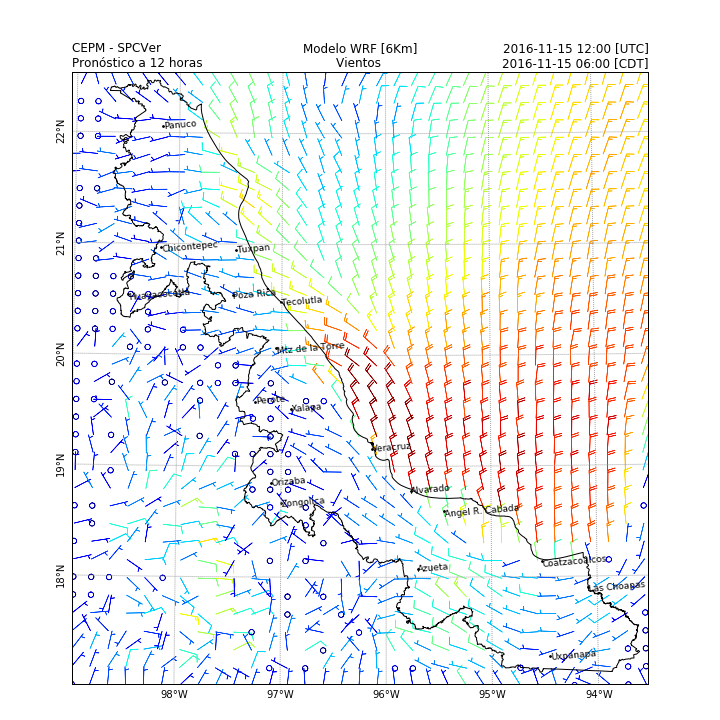 CEPM - SPCVer
Modelo WRF [6Km]
2016-11-15 12:00 [UTC]
Pronóstico a 12 horas
Vientos
2016-11-15 06:00 [CDT]
22°N
Panuco
21°N
Chicontepec
Tuxpan
Huayacocotla
Poza Rica
Tecolutla
20°N
Mtz de la Torre
Perote
Xalapa
19°N
Veracruz
Orizaba
Alvarado
Zongolica
Angel R. Cabada
18°N
Azueta
Coatzacoalcos
Las Choapas
Uxpanapa
98°W
97°W
96°W
95°W
94°W